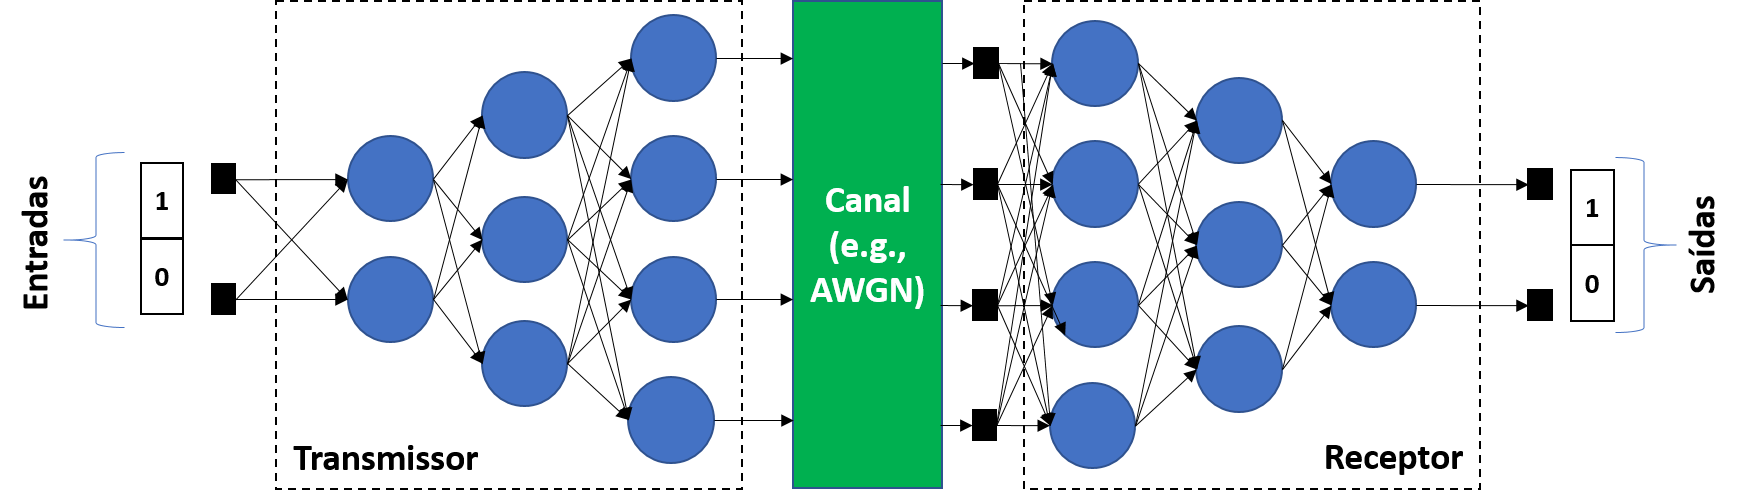 Entradas
1
0
Transmissor
Canal
(e.g.,
AWGN)
Receptor
1
0
Saídas